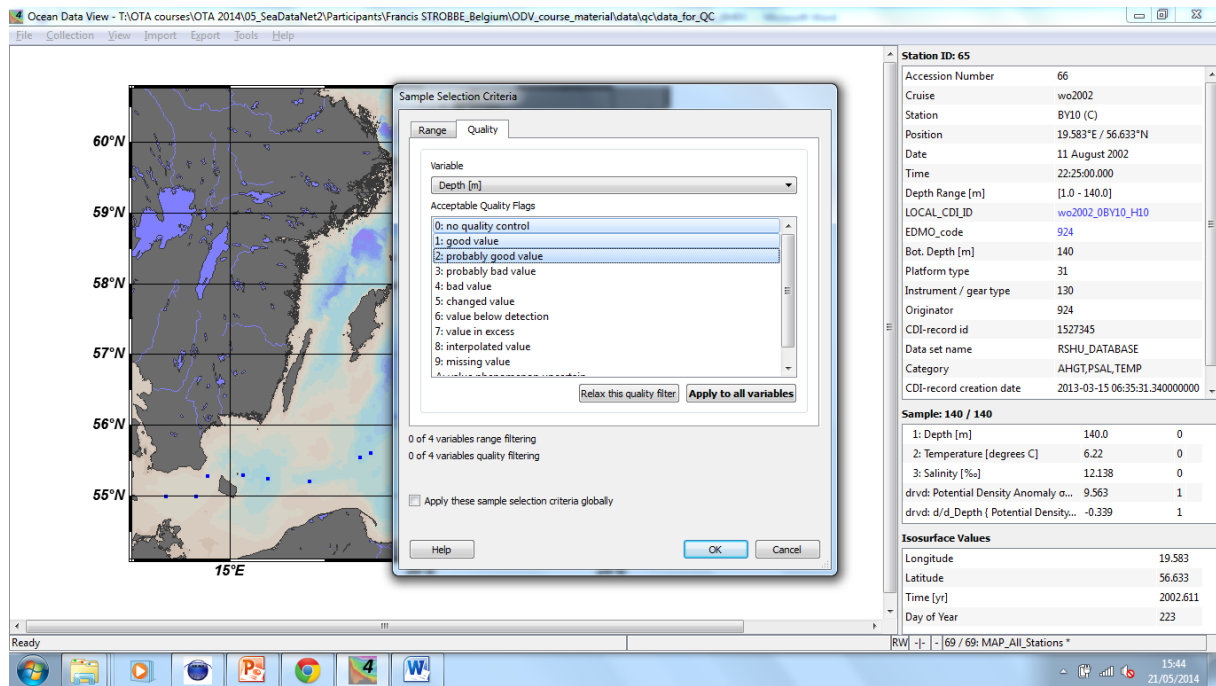 Ocean Data View - T:\OTA courses\OTA 2014\05_SeaDataNet2\Participants\Francis STROBBE_Belgium\ODV_course_material\data\qc\data_for_QC
File Collection View Import Export Tools Help
60°N
59°N
58°N
57°N
56°N
55°N
15°E
Sample Selection Criteria
Range Quality
Variable
Depth [m]
Acceptable Quality Flags
0: no quality control
1: good value
2: probably good value
3: probably bad value
4: bad value
5: changed value
6: value below detection
7: value in excess
8: interpolated value
9: missing value
Relax this quality filter Apply to all variables
0 of 4 variables range filtering
0 of 4 variables quality filtering
Apply these sample selection criteria globally
Help OK Cancel
Station ID: 65
Accession Number 66
Cruise wo2002
Station BY10 (C)
Position 19.583°E / 56.633°N
Date 11 August 2002
Time 22:25:00.000
Depth Range [m] [1.0 - 140.0]
LOCAL_CDI_ID wo2002_0BY10_H10
EDMO_code 924
Bot. Depth [m] 140
Platform type 31
Instrument / gear type 130
Originator 924
CDI-record id 1527345
Data set name RSHU_DATABASE
Category AHGT,PSAL,TEMP
CDI-record creation date 2013-03-15 06:35:31.340000000
Sample: 140 / 140
1: Depth [m] 140.0 0
2: Temperature [degrees C] 6.22 0
3: Salinity [‰] 12.138 0
drvd: Potential Density Anomaly σ... 9.563 1
drvd: d/d_Depth { Potential Density... -0.339 1
Isosurface Values
Longitude 19.583
Latitude 56.633
Time [yr] 2002.611
Day of Year 223
Ready
RW -|- - 69 / 69: MAP_All_Stations *
15:44
21/05/2014